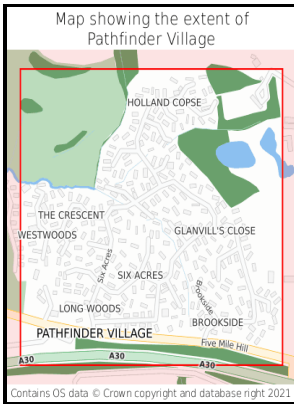 Map showing the extent of
Pathfinder Village
HOLLAND COPSE
THE CRESCENT
WESTWOODS
GLANVILL'S CLOSE
Six Acres
SIX ACRES
Brookside
LONG WOODS
BROOKSIDE
PATHFINDER VILLAGE
Five Mile Hill
A30
A30
A30
Contains OS data © Crown copyright and database right 2021